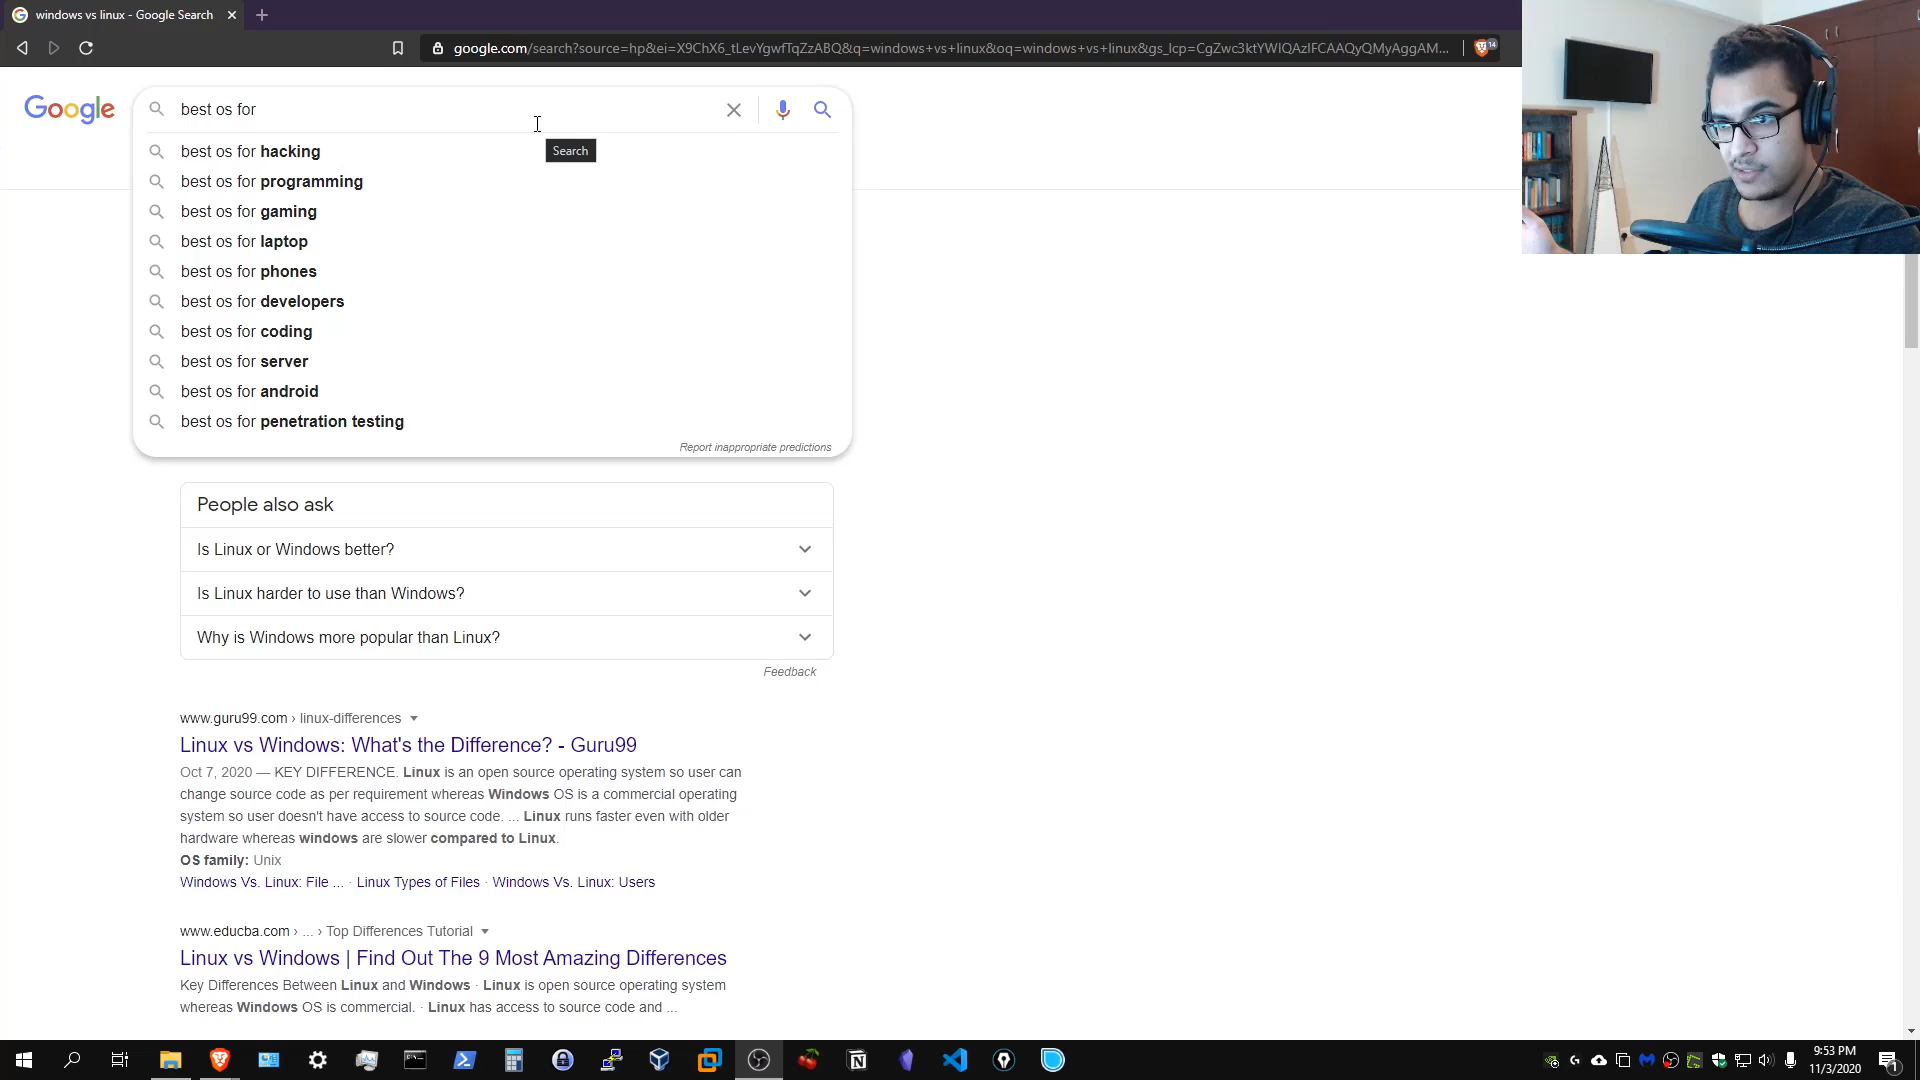 windows vs linux - Google Search
google.com/search?source=hp&ei=X9ChX6_tLevYgwfTqZzABQ&q=windows+vs+linux&oq=windows+vs+linux&gs_lcp=CgZwc3ktYWIQAzIFCAAQyQMyAggAM...
14
Google
best os for
Search
best os for hacking
best os for programming
best os for gaming
best os for laptop
best os for phones
best os for developers
best os for coding
best os for server
best os for android
best os for penetration testing
Report inappropriate predictions
People also ask
Is Linux or Windows better?
Is Linux harder to use than Windows?
Why is Windows more popular than Linux?
Feedback
www.guru99.com › linux-differences
Linux vs Windows: What's the Difference? - Guru99
Oct 7, 2020 — KEY DIFFERENCE. Linux is an open source operating system so user can
change source code as per requirement whereas Windows OS is a commercial operating
system so user doesn't have access to source code. ... Linux runs faster even with older
hardware whereas windows are slower compared to Linux.
OS family: Unix
Windows Vs. Linux: File ... · Linux Types of Files · Windows Vs. Linux: Users
www.educba.com › ... › Top Differences Tutorial
Linux vs Windows | Find Out The 9 Most Amazing Differences
Key Differences Between Linux and Windows · Linux is open source operating system
whereas Windows OS is commercial. · Linux has access to source code and ...
9:53 PM
11/3/2020
1